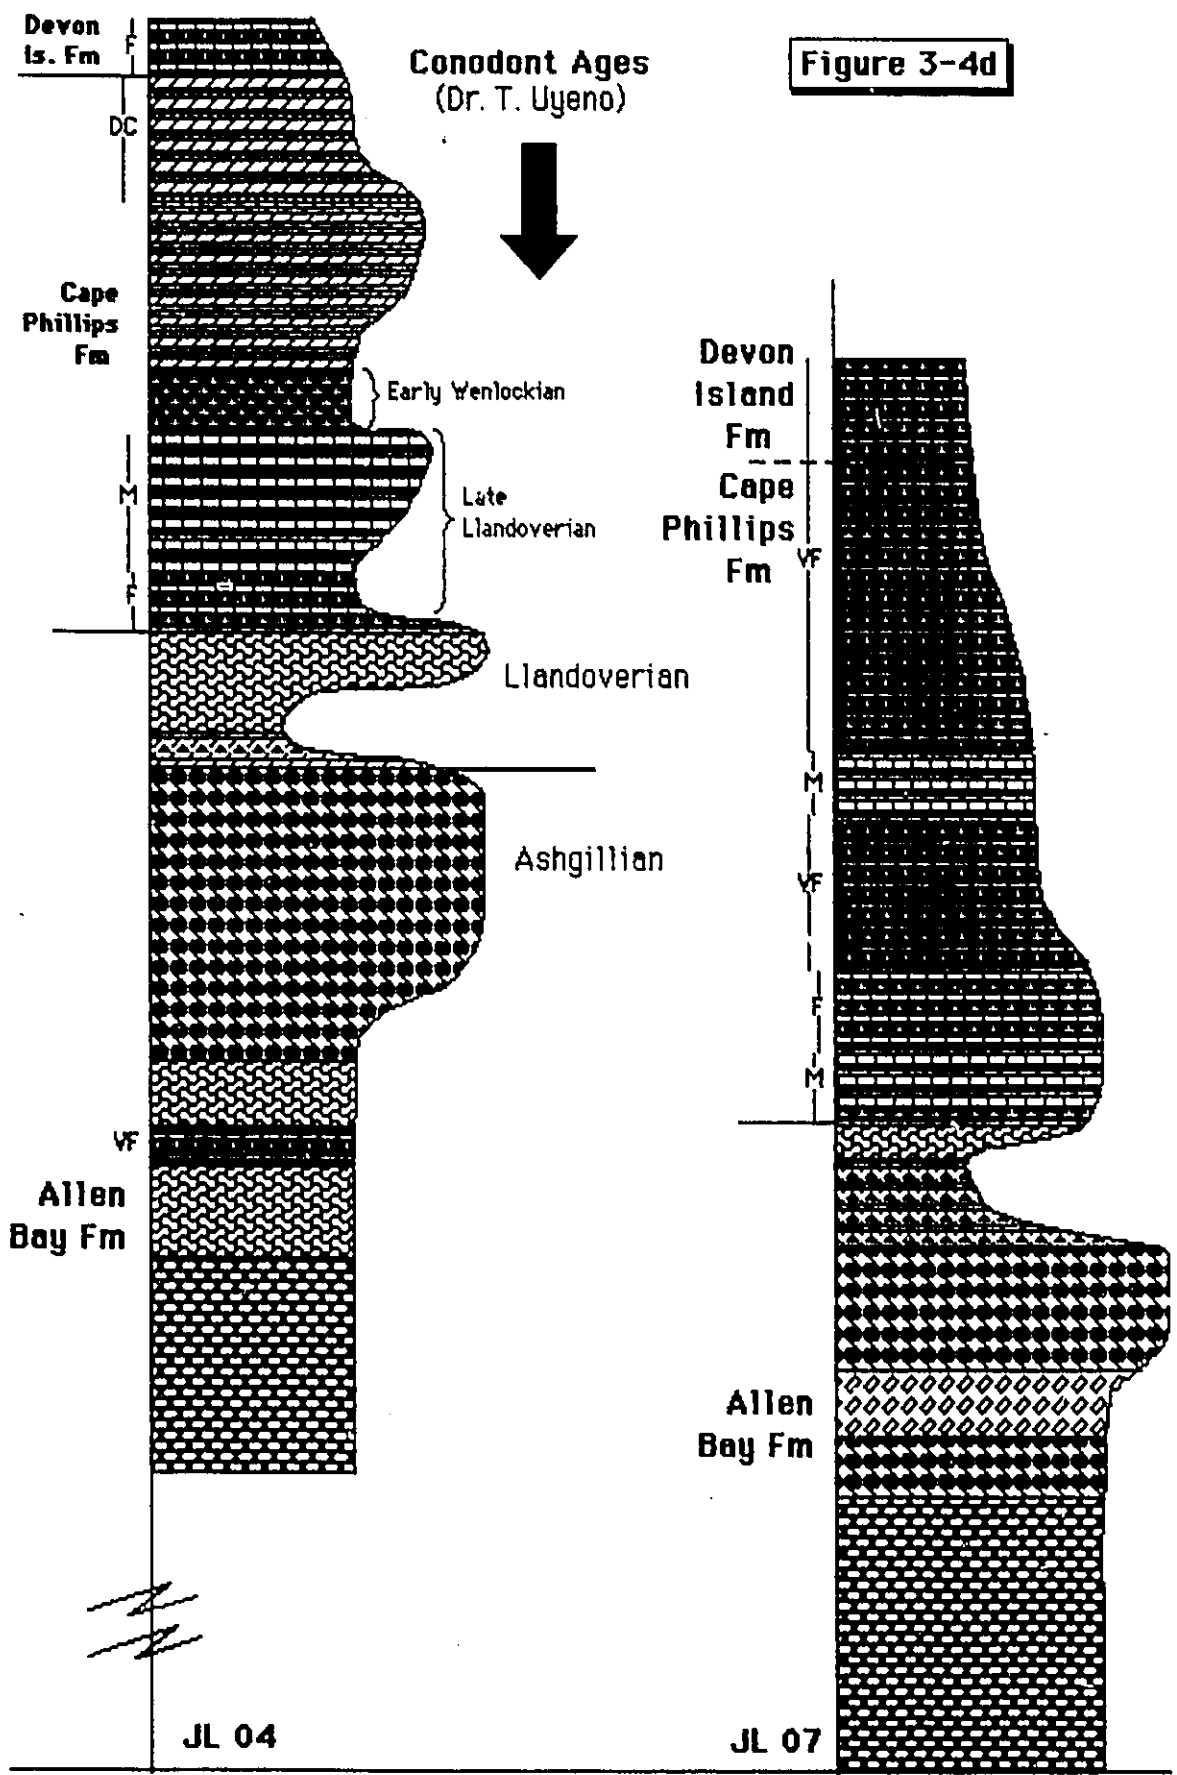 Devon
Is. Fm
F
Conodont Ages
(Dr. T. Uyeno)
Figure 3-4d
DC
Cape
Phillips
Fm
Early Wenlockian
M
Late
Llandoverian
F
Llandoverian
Ashgillian
VF
Allen
Bay Fm
JL 04
Devon
Island
Fm
Cape
Phillips
Fm
VF
M
VF
F
M
Allen
Bay Fm
JL 07